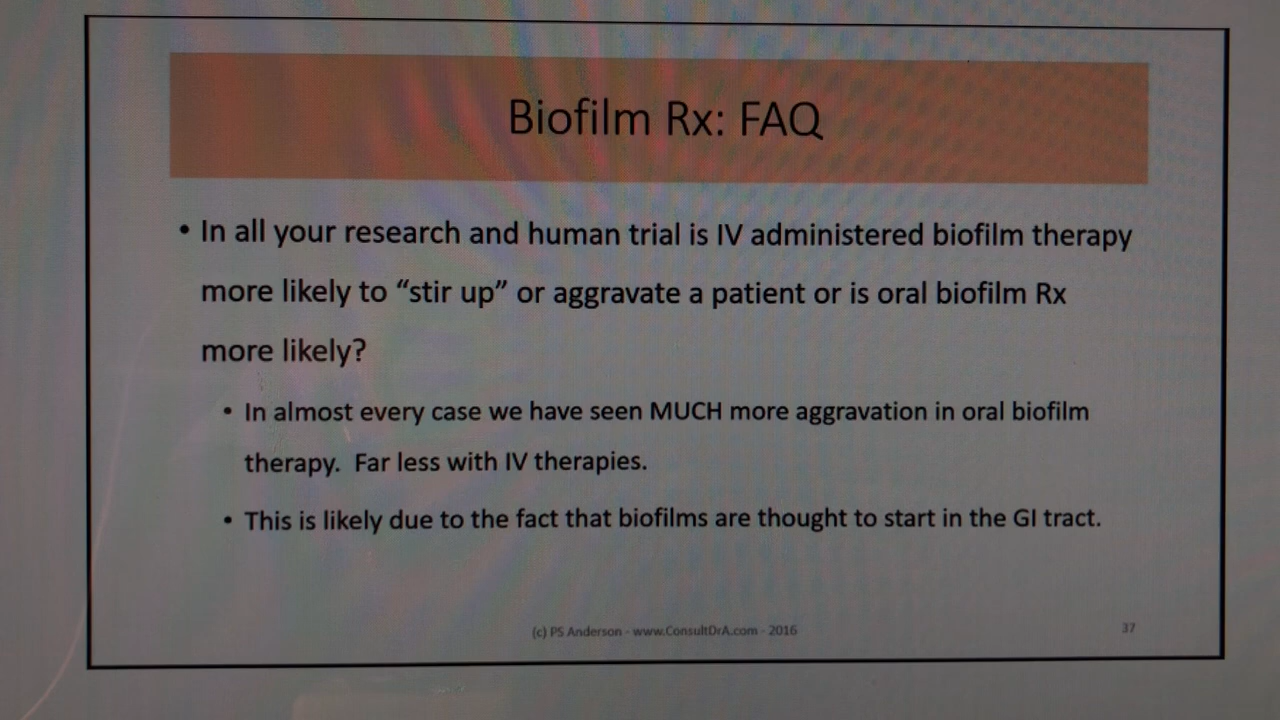 Biofilm Rx: FAQ
• In all your research and human trial is IV administered biofilm therapy
more likely to “stir up” or aggravate a patient or is oral biofilm Rx
more likely?
• In almost every case we have seen MUCH more aggravation in oral biofilm
therapy.  Far less with IV therapies.
• This is likely due to the fact that biofilms are thought to start in the GI tract.
(c) PS Anderson - www.ConsultDrA.com - 2016
37